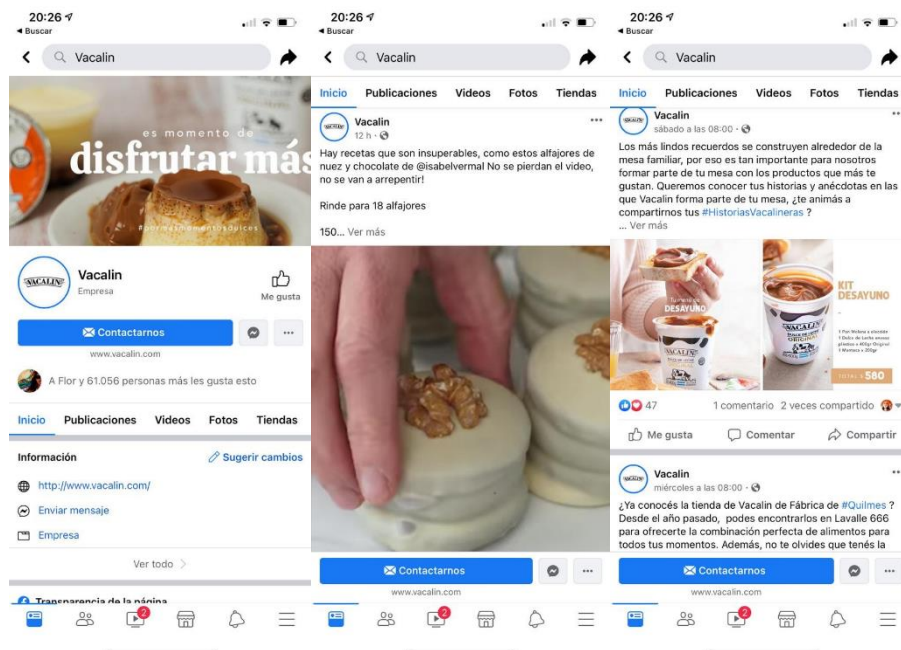 20:26
Buscar
Vacalin
es momento de
disfrutar más
#pormasmomentosdulces
VACALIN
Vacalin
Empresa
Me gusta
Contactarnos
www.vacalin.com
A Flor y 61.056 personas más les gusta esto
Inicio Publicaciones Videos Fotos Tiendas
Información
Sugerir cambios
http://www.vacalin.com/
Enviar mensaje
Empresa
Ver todo
Transparencia de la página
2
20:26
Buscar
Vacalin
Inicio Publicaciones Videos Fotos Tiendas
Vacalin
12 h
Hay recetas que son insuperables, como estos alfajores de
nuez y chocolate de @isabelvermal No se pierdan el video,
no se van a arrepentir!
Rinde para 18 alfajores
150... Ver más
Contactarnos
www.vacalin.com
2
20:26
Buscar
Vacalin
Inicio Publicaciones Videos Fotos Tiendas
Vacalin
sábado a las 08:00
Los más lindos recuerdos se construyen alrededor de la
mesa familiar, por eso es tan importante para nosotros
formar parte de tu mesa con los productos que más te
gustan. Queremos conocer tus historias y anécdotas en las
que Vacalin forma parte de tu mesa, ¿te animás a
compartirnos tus #HistoriasVacalineras ?
... Ver más
DESAYUNO
VACALIN
VACALIN
ORIGINAL
KIT
DESAYUNO
TOTAL $ 580
47
1 comentario 2 veces compartido
Me gusta Comentar Compartir
Vacalin
miércoles a las 08:00
¿Ya conocés la tienda de Vacalin de Fábrica de #Quilmes ?
Desde el año pasado, podes encontrarlos en Lavalle 666
para ofrecerte la combinación perfecta de alimentos para
todos tus momentos. Además, no te olvides que tenés la
Contactarnos
www.vacalin.com
2